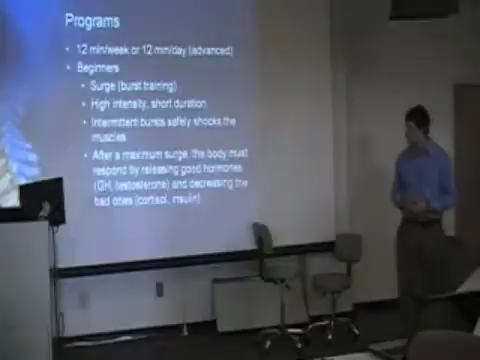 Programs
• 12 min/week or 12 min/day (advanced)
• Beginners
• Surge (burst training)
• High intensity, short duration
• Intermittent bursts safely shocks the
muscles
• After a maximum surge, the body must
respond by releasing good hormones
(GH, testosterone) and decreasing the
bad ones (cortisol, insulin)